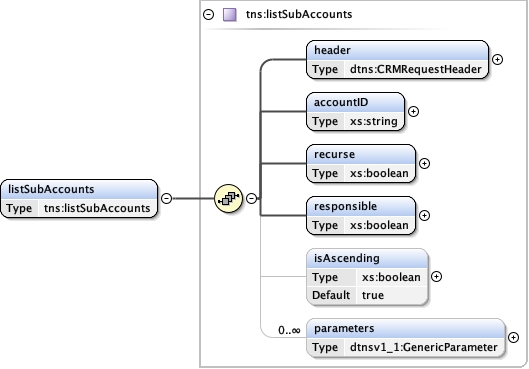 tns:listSubAccounts
header
Type dtns:CRMRequestHeader
accountID
Type xs:string
recurse
Type xs:boolean
listSubAccounts
Type tns:listSubAccounts
responsible
Type xs:boolean
isAscending
Type xs:boolean
Default true
0..∞
parameters
Type dtnsv1_1:GenericParameter